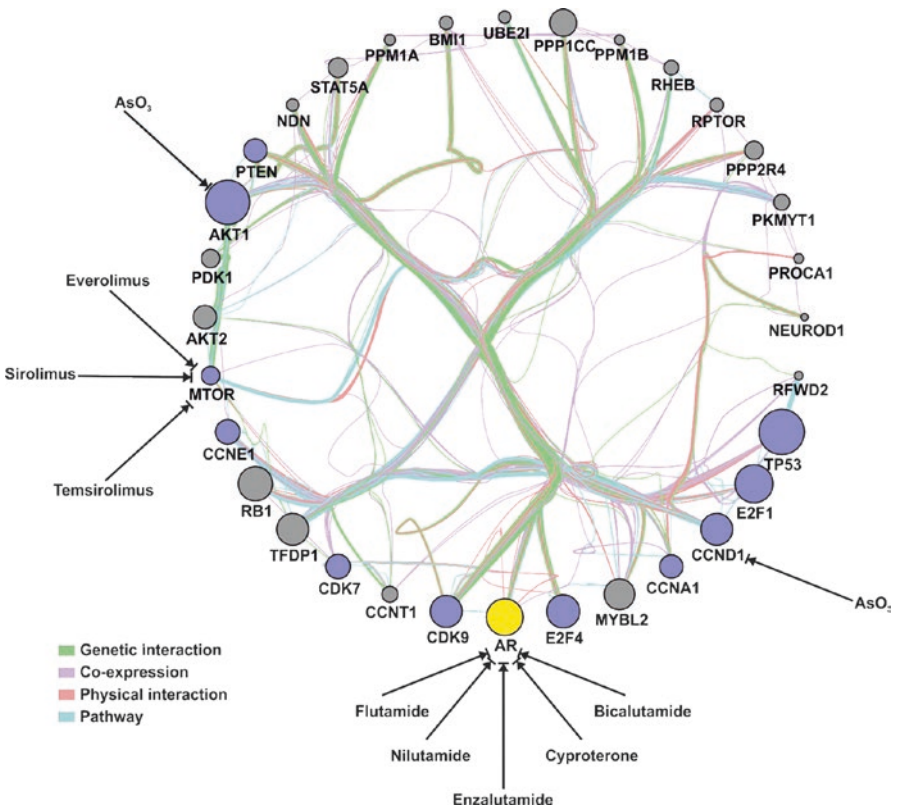 UBE2I
BMI1
PPP1CC
PPM1A
PPM1B
STAT5A
RHEB
AsO₃
NDN
RPTOR
PTEN
PPP2R4
AKT1
PKMYT1
PDK1
PROCA1
Everolimus
AKT2
NEUROD1
Sirolimus
MTOR
RFWD2
CCNE1
TP53
Temsirolimus
RB1
E2F1
TFDP1
CCND1
CDK7
CCNA1
CCNT1
AsO₃
CDK9
AR
E2F4
MYBL2
Genetic interaction
Co-expression
Physical interaction
Pathway
Flutamide
Bicalutamide
Nilutamide
Cyproterone
Enzalutamide